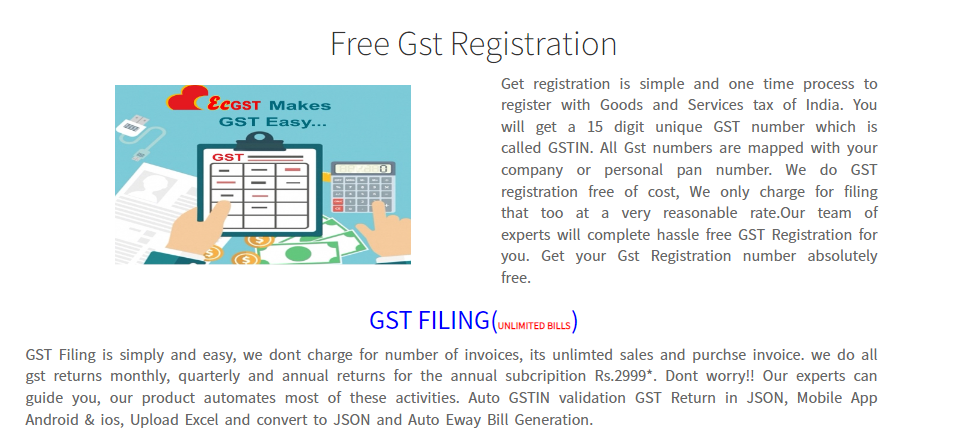 Free Gst Registration
EcGST Makes
GST Easy...
GST
Get registration is simple and one time process to
register with Goods and Services tax of India. You
will get a 15 digit unique GST number which is
called GSTIN. All Gst numbers are mapped with your
company or personal pan number. We do GST
registration free of cost, We only charge for filing
that too at a very reasonable rate.Our team of
experts will complete hassle free GST Registration for
you. Get your Gst Registration number absolutely
free.
GST FILING(UNLIMITED BILLS)
GST Filing is simply and easy, we dont charge for number of invoices, its unlimted sales and purchse invoice. we do all
gst returns monthly, quarterly and annual returns for the annual subcripition Rs.2999*. Dont worry!! Our experts can
guide you, our product automates most of these activities. Auto GSTIN validation GST Return in JSON, Mobile App
Android & ios, Upload Excel and convert to JSON and Auto Eway Bill Generation.